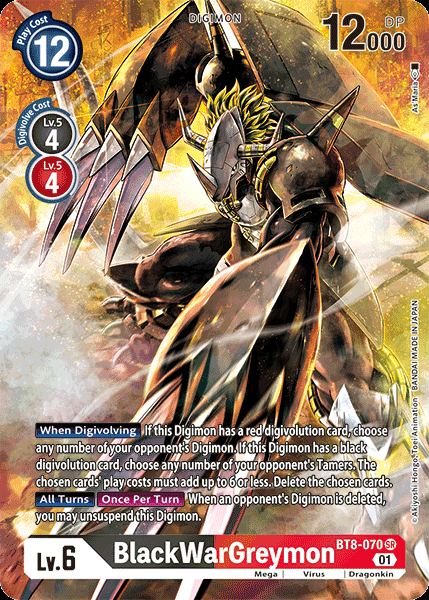 Play Cost
12
DIGIMON
DP
12000
Digivolve Cost
Lv.5
4
Lv.5
4
As'Maria
When Digivolving If this Digimon has a red digivolution card, choose
any number of your opponent's Digimon. If this Digimon has a black
digivolution card, choose any number of your opponent's Tamers. The
chosen cards' play costs must add up to 6 or less. Delete the chosen cards.
All Turns Once Per Turn When an opponent's Digimon is deleted,
you may unsuspend this Digimon.
©Akiyoshi Hongo, Toei Animation BANDAI MADE IN JAPAN
Lv.6
BlackWarGreymon
BT8-070 SR
01
Mega | Virus | Dragonkin